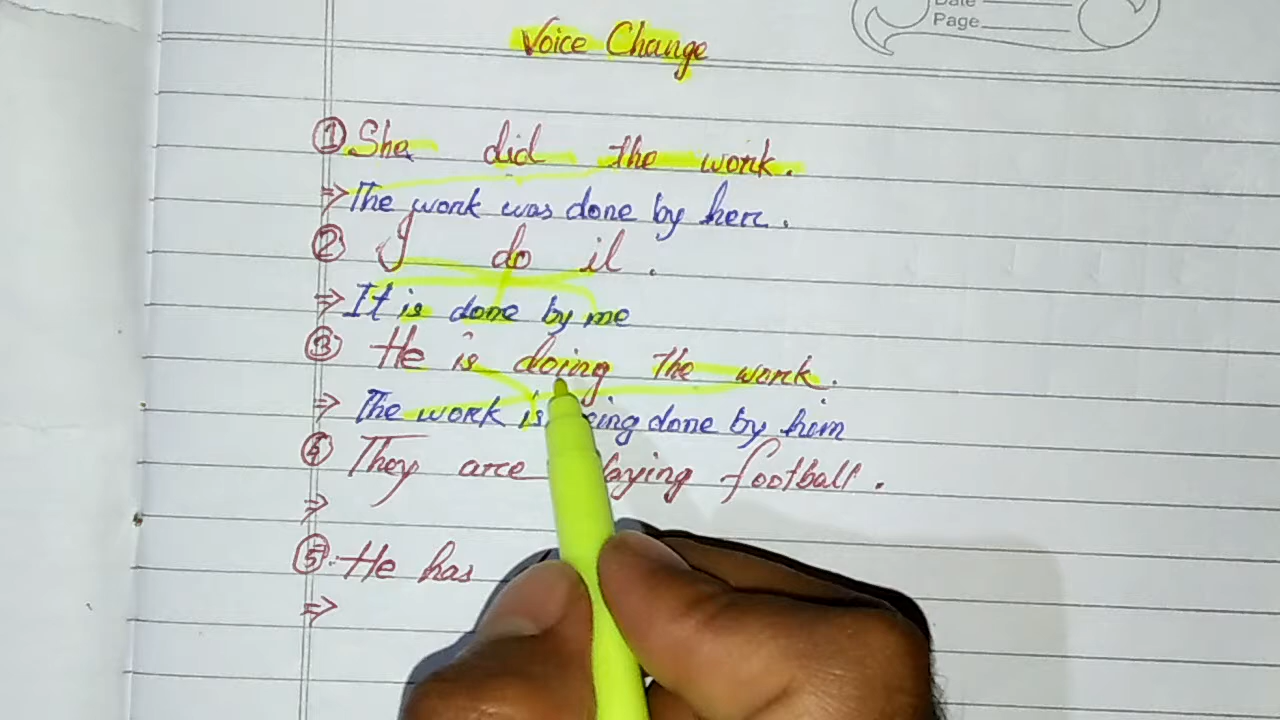 Date
Page
Voice Change
① She did the work.
⇒ The work was done by her.
② I do it.
⇒ It is done by me
③ He is doing the work.
⇒ The work is being done by him
④ They are playing football.
⇒
⑤ He has
⇒